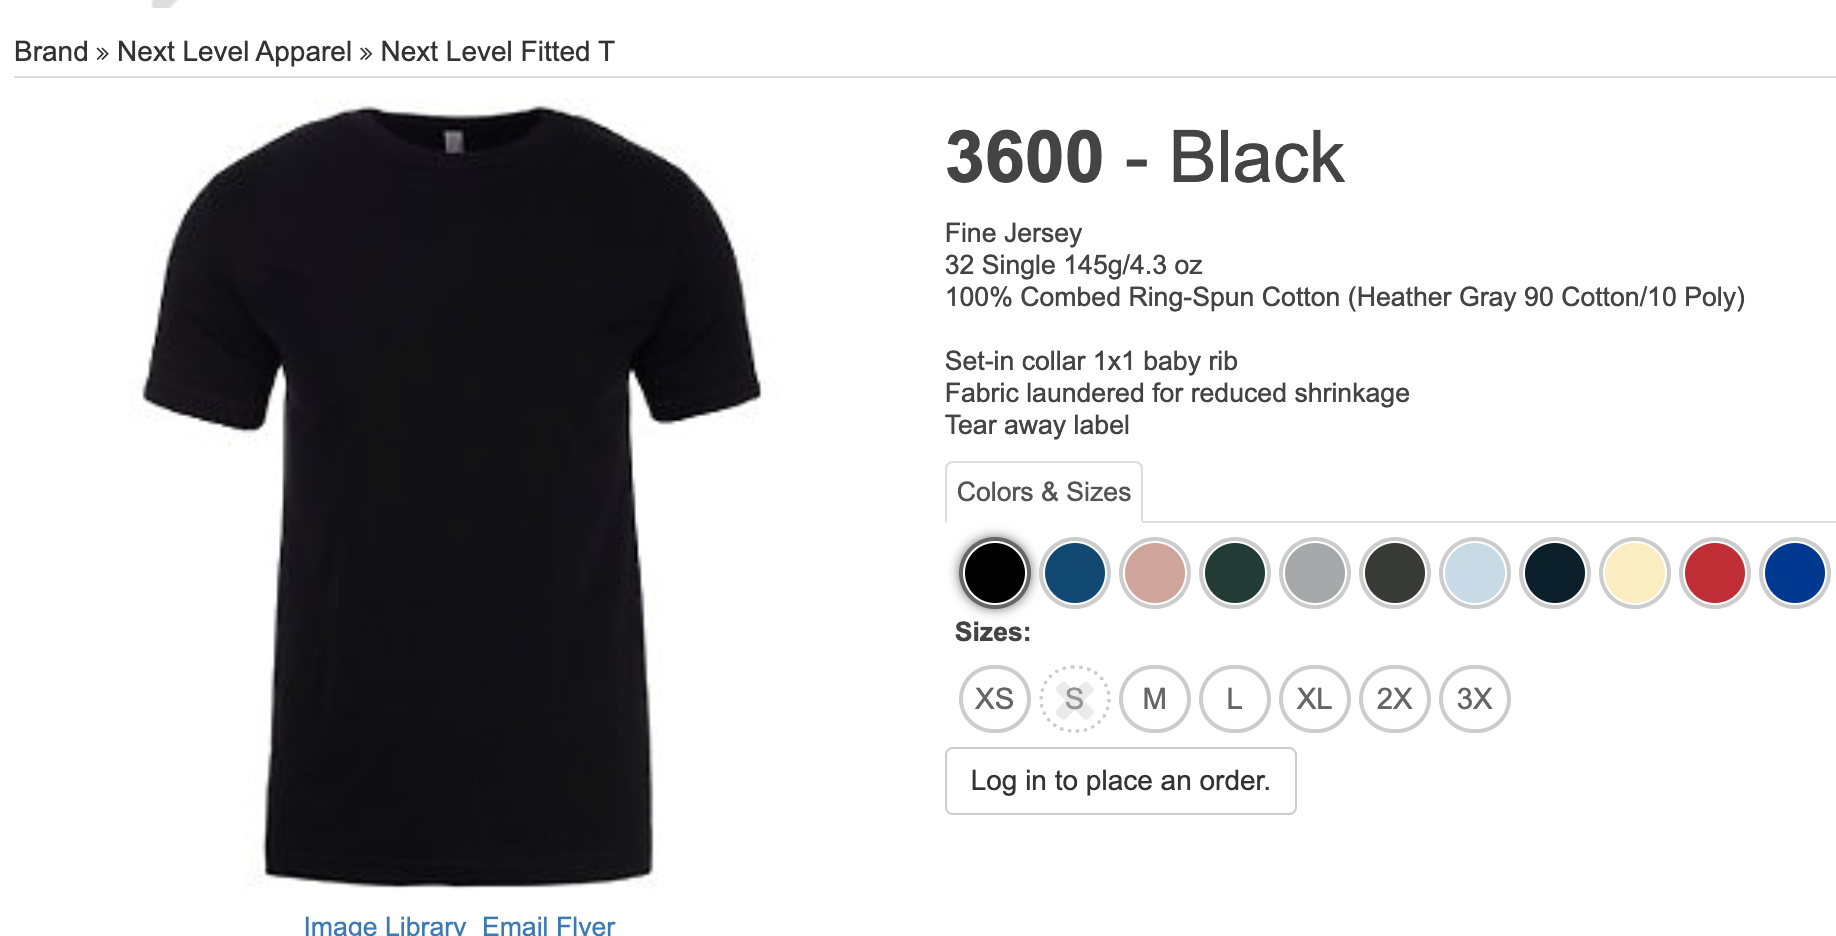 Brand » Next Level Apparel » Next Level Fitted T
3600 - Black
Fine Jersey
32 Single 145g/4.3 oz
100% Combed Ring-Spun Cotton (Heather Gray 90 Cotton/10 Poly)
Set-in collar 1x1 baby rib
Fabric laundered for reduced shrinkage
Tear away label
Colors & Sizes
Sizes:
XS S M L XL 2X 3X
Log in to place an order.
Image Library Email Flyer